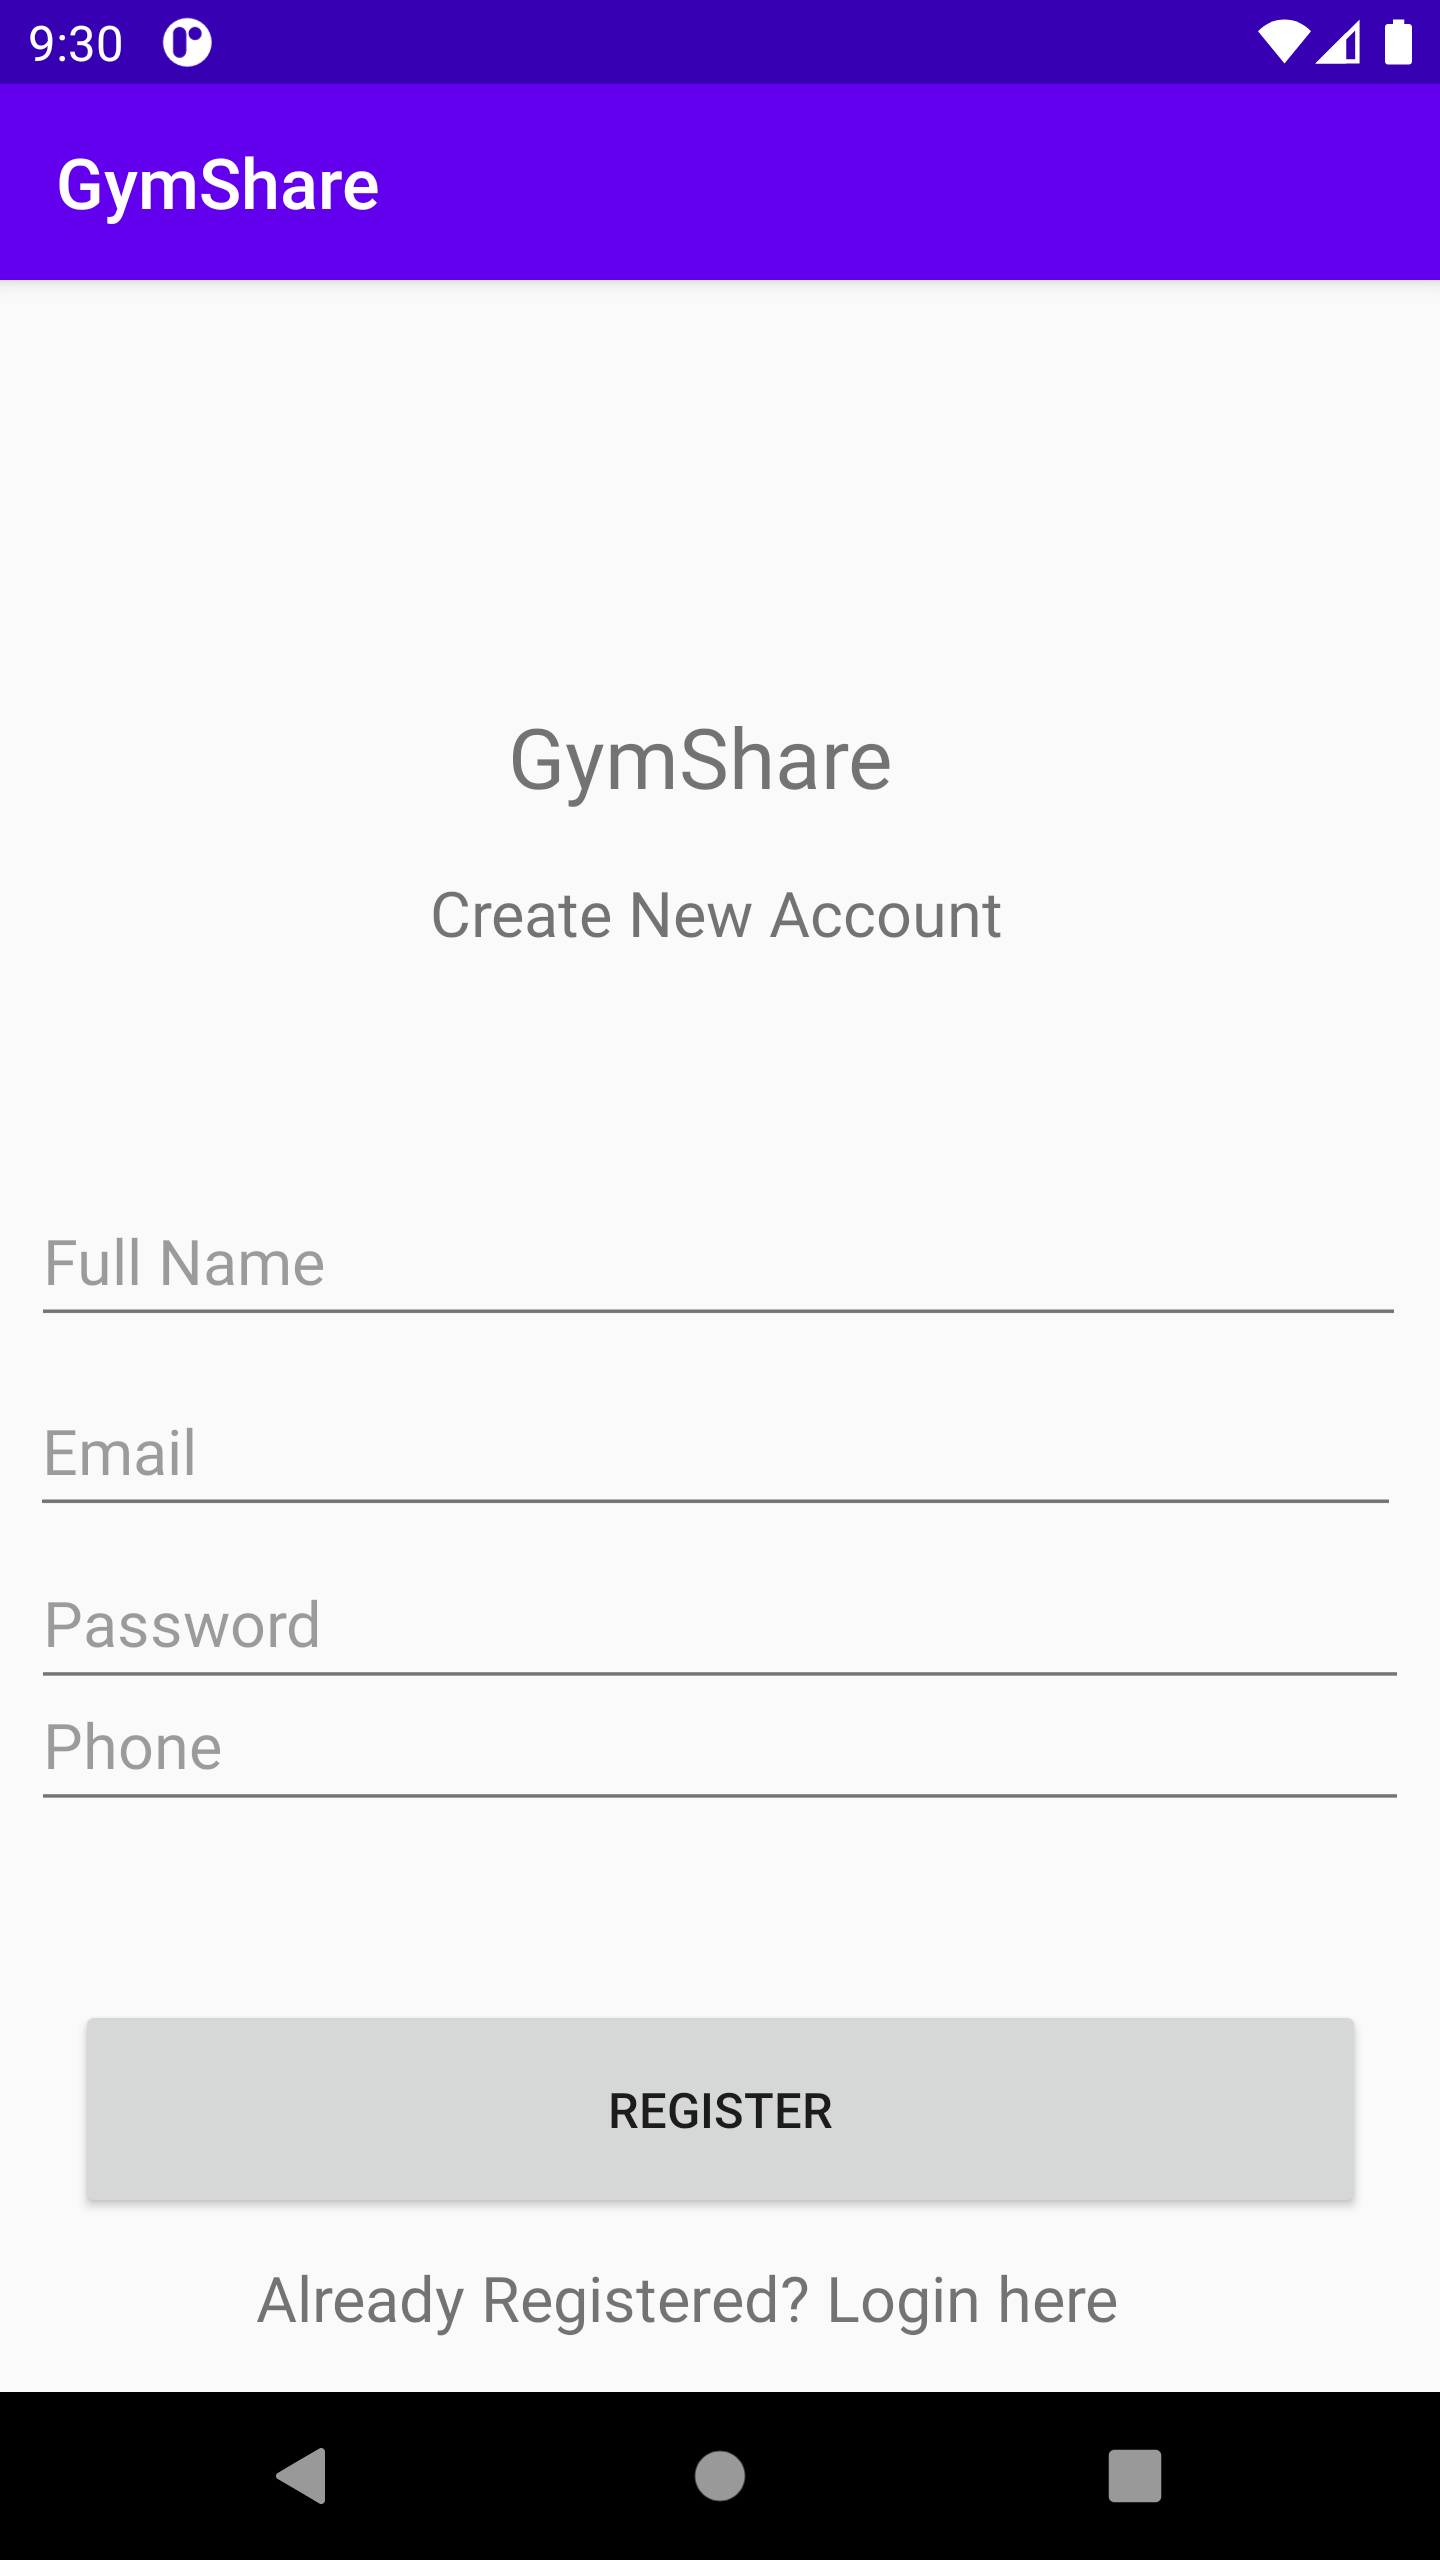 9:30
GymShare
GymShare
Create New Account
Full Name
Email
Password
Phone
REGISTER
Already Registered? Login here